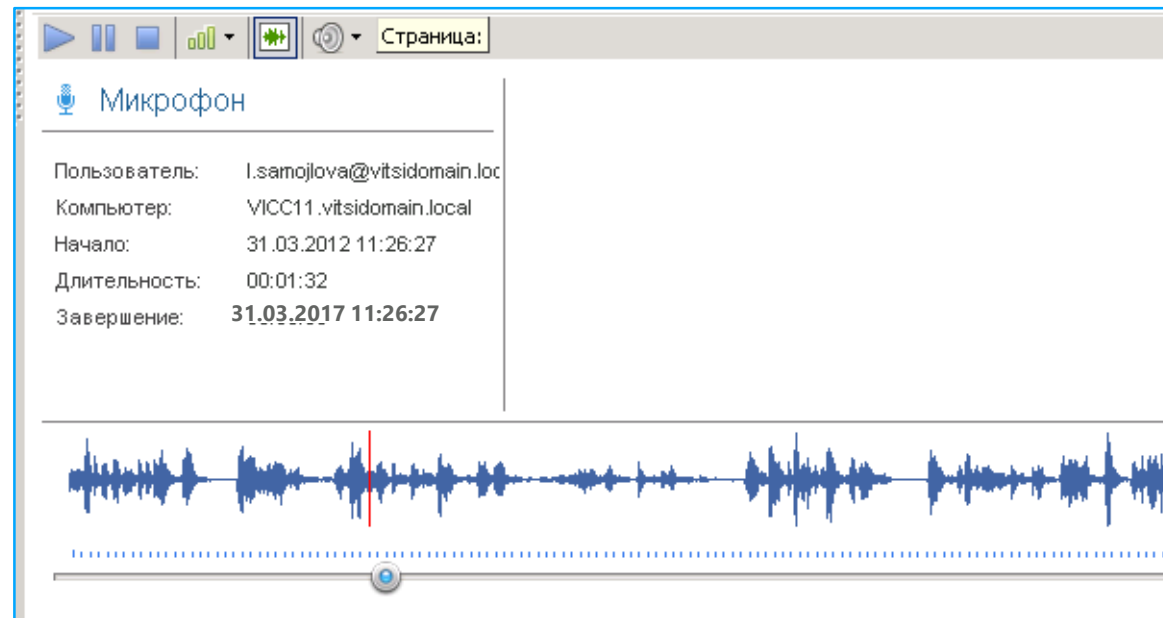 Страница:
Микрофон
Пользователь: l.samojlova@vitsidomain.loc
Компьютер: VICC11.vitsidomain.local
Начало: 31.03.2012 11:26:27
Длительность: 00:01:32
Завершение: 31.03.2017 11:26:27